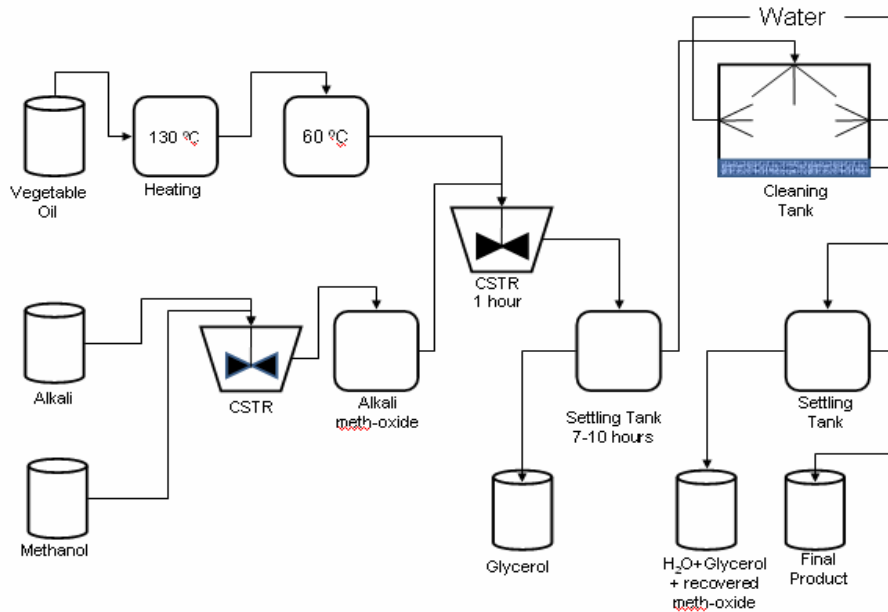 Water
130 ºC
60 ºC
Vegetable
Oil
Heating
Cleaning
Tank
CSTR
1 hour
Alkali
CSTR
Alkali
meth-oxide
Settling Tank
7-10 hours
Settling
Tank
Methanol
Glycerol
H₂O+Glycerol
+ recovered
meth-oxide
Final
Product